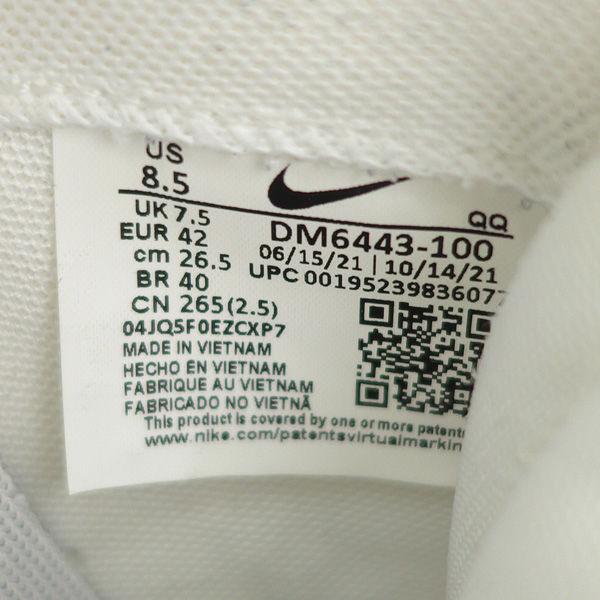 US
8.5
UK 7.5
EUR 42
cm 26.5
BR 40
CN 265(2.5)
QQ
DM6443-100
06/15/21 | 10/14/21
UPC 00195239836077
04JQ5F0EZCXP7
MADE IN VIETNAM
HECHO EN VIETNAM
FABRIQUE AU VIETNAM
FABRICADO NO VIETNÃ
This product is covered by one or more patent
www.nike.com/patentsvirtualmarkin